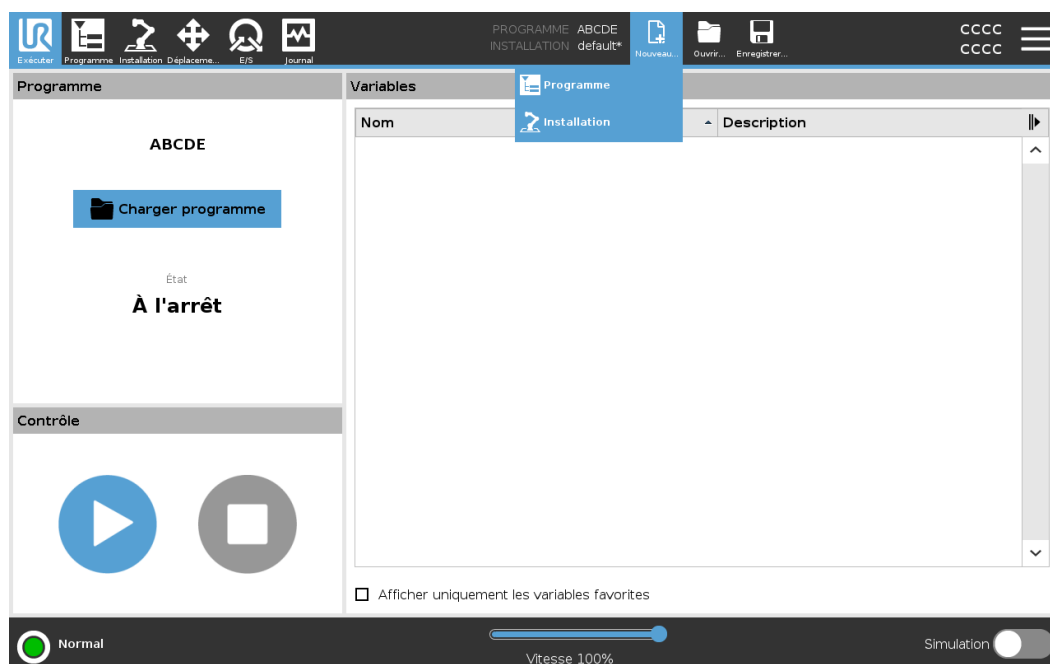 UR
PROGRAMME ABCDE
INSTALLATION default*
CCCC
CCCC
Exécuter Programme Installation Déplaceme... E/S Journal Nouveau... Ouvrir... Enregistrer...
Programme
Installation
Programme
ABCDE
Charger programme
État
À l'arrêt
Contrôle
Variables
Nom Description
Afficher uniquement les variables favorites
Normal
Vitesse 100%
Simulation